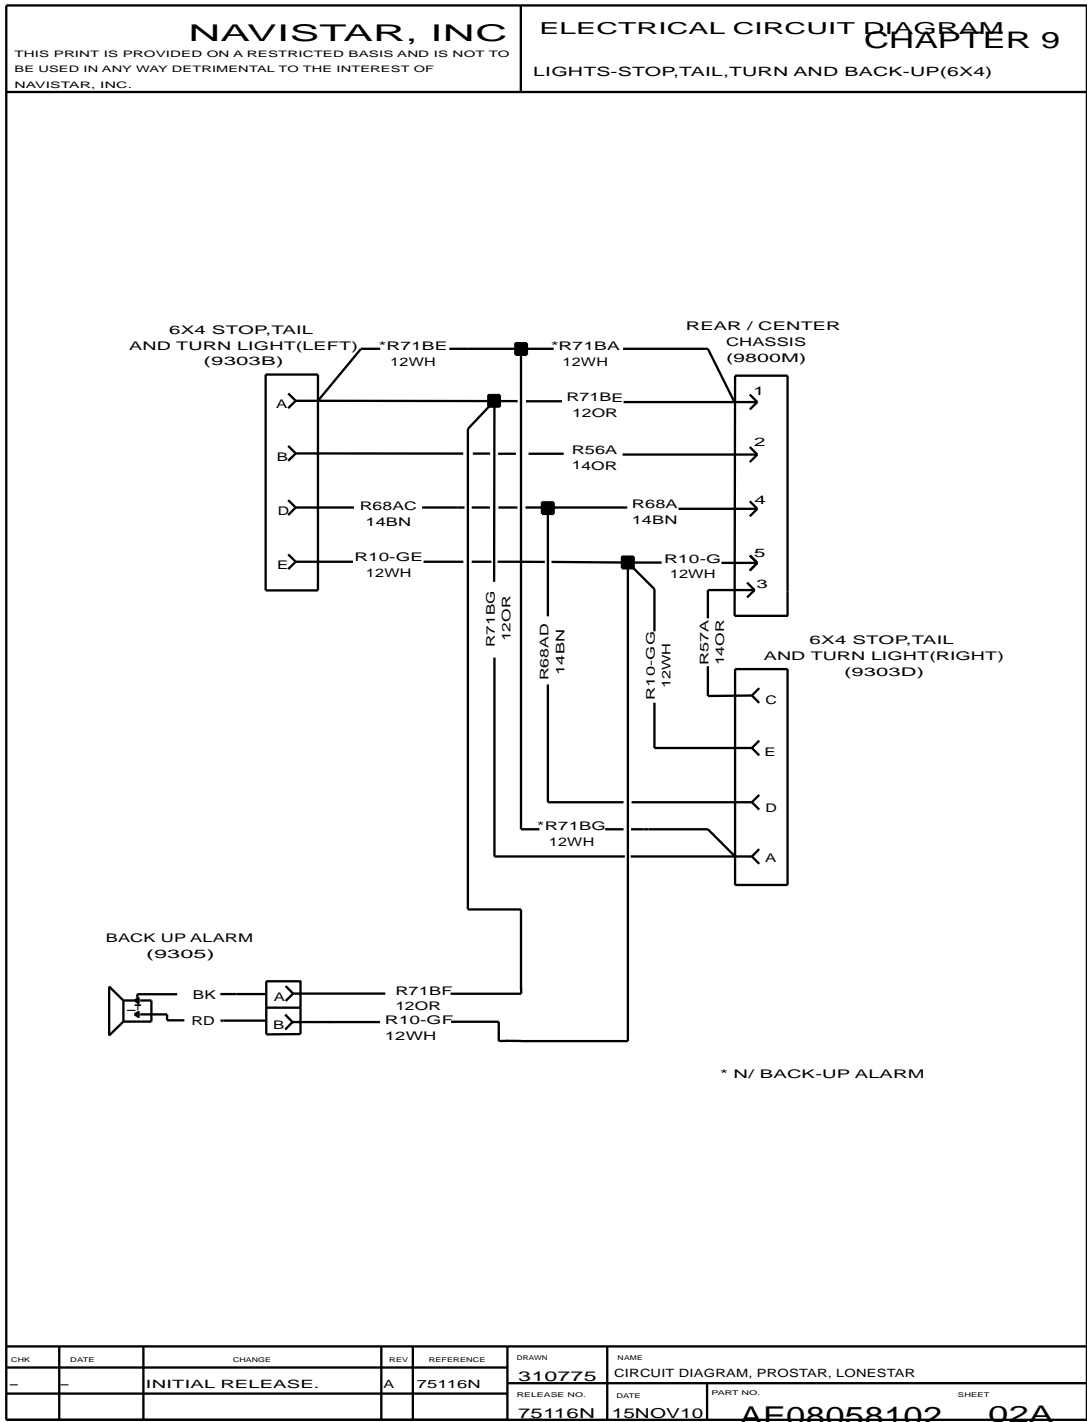 NAVISTAR, INC
THIS PRINT IS PROVIDED ON A RESTRICTED BASIS AND IS NOT TO
BE USED IN ANY WAY DETRIMENTAL TO THE INTEREST OF
NAVISTAR, INC.
ELECTRICAL CIRCUIT DIAGRAM
CHAPTER 9
LIGHTS-STOP,TAIL,TURN AND BACK-UP(6X4)
6X4 STOP,TAIL
AND TURN LIGHT(LEFT)
(9303B)
REAR / CENTER
CHASSIS
(9800M)
*R71BE
12WH
*R71BA
12WH
A
R71BE
12OR
1
B
R56A
14OR
2
D
R68AC
14BN
R68A
14BN
4
E
R10-GE
12WH
R10-G
12WH
5
3
R71BG
12OR
R68AD
14BN
R10-GG
12WH
R57A
14OR
6X4 STOP,TAIL
AND TURN LIGHT(RIGHT)
(9303D)
C
E
D
*R71BG
12WH
A
BACK UP ALARM
(9305)
BK
A
R71BF
12OR
RD
B
R10-GF
12WH
* N/ BACK-UP ALARM
CHK DATE CHANGE REV REFERENCE DRAWN NAME
– – INITIAL RELEASE. A 75116N 310775 CIRCUIT DIAGRAM, PROSTAR, LONESTAR
RELEASE NO. DATE PART NO. SHEET
75116N 15NOV10 AE08058102 02A